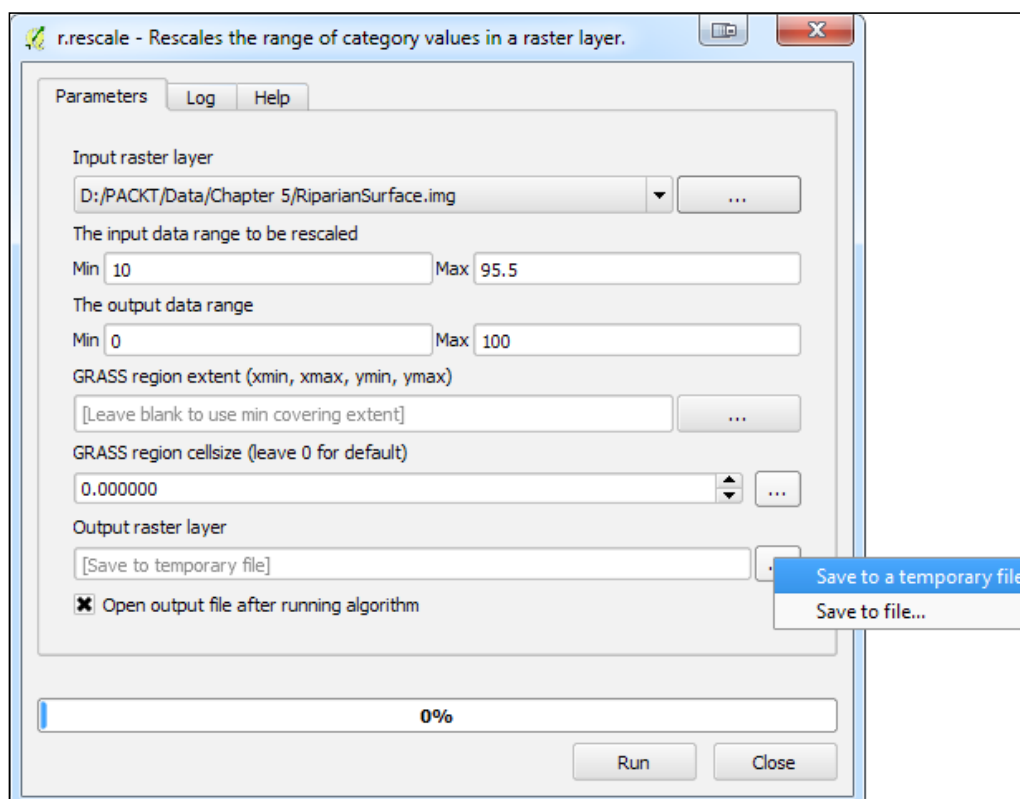 r.rescale - Rescales the range of category values in a raster layer.
Parameters Log Help
Input raster layer
D:/PACKT/Data/Chapter 5/RiparianSurface.img ...
The input data range to be rescaled
Min 10 Max 95.5
The output data range
Min 0 Max 100
GRASS region extent (xmin, xmax, ymin, ymax)
[Leave blank to use min covering extent] ...
GRASS region cellsize (leave 0 for default)
0.000000 ...
Output raster layer
[Save to temporary file]
Save to a temporary file
Save to file...
Open output file after running algorithm
0%
Run Close